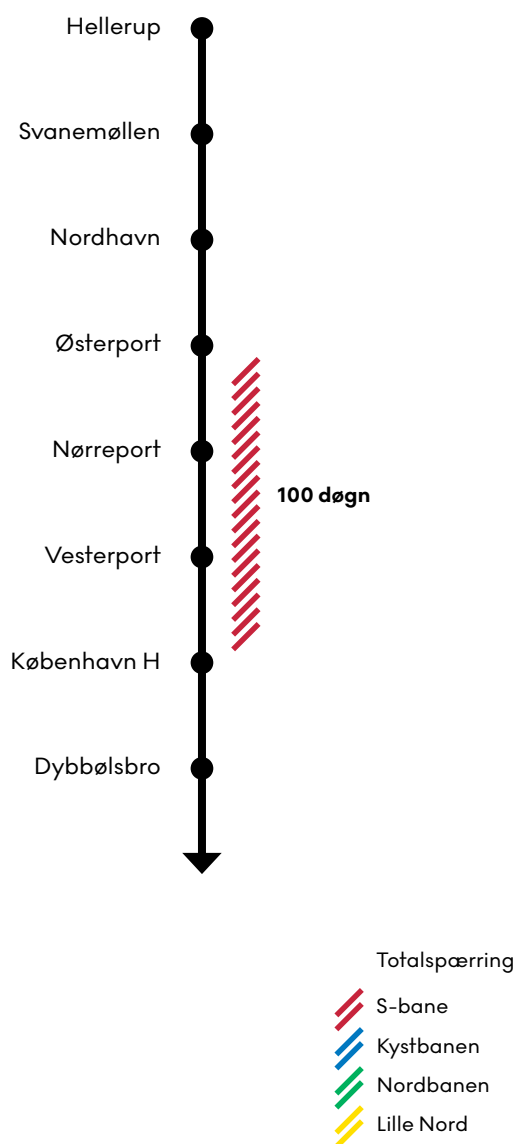 Hellerup
Svanemøllen
Nordhavn
Østerport
Nørreport
100 døgn
Vesterport
København H
Dybbølsbro
Totalspærring
S-bane
Kystbanen
Nordbanen
Lille Nord